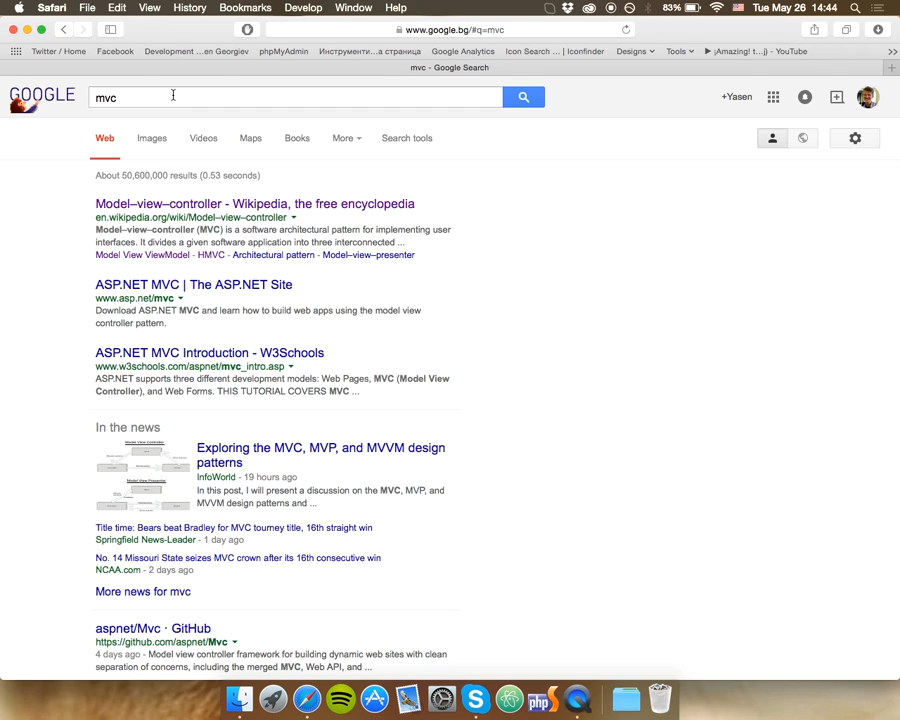 Safari File Edit View History Bookmarks Develop Window Help 83% Tue May 26 14:44
www.google.bg/#q=mvc
Twitter / Home Facebook Development ...en Georgiev phpMyAdmin Инструменти...а страница Google Analytics Icon Search ... | Iconfinder Designs Tools ¡Amazing! t...j) - YouTube >>
mvc - Google Search
GOOGLE mvc +Yasen
Web Images Videos Maps Books More Search tools
About 50,600,000 results (0.53 seconds)
Model–view–controller - Wikipedia, the free encyclopedia
en.wikipedia.org/wiki/Model–view–controller
Model–view–controller (MVC) is a software architectural pattern for implementing user
interfaces. It divides a given software application into three interconnected ...
Model View ViewModel - HMVC - Architectural pattern - Model–view–presenter
ASP.NET MVC | The ASP.NET Site
www.asp.net/mvc
Download ASP.NET MVC and learn how to build web apps using the model view
controller pattern.
ASP.NET MVC Introduction - W3Schools
www.w3schools.com/aspnet/mvc_intro.asp
ASP.NET supports three different development models: Web Pages, MVC (Model View
Controller), and Web Forms. THIS TUTORIAL COVERS MVC ...
In the news
Exploring the MVC, MVP, and MVVM design
patterns
InfoWorld - 19 hours ago
In this post, I will present a discussion on the MVC, MVP, and
MVVM design patterns and ...
Title time: Bears beat Bradley for MVC tourney title, 16th straight win
Springfield News-Leader - 1 day ago
No. 14 Missouri State seizes MVC crown after its 16th consecutive win
NCAA.com - 2 days ago
More news for mvc
aspnet/Mvc · GitHub
https://github.com/aspnet/Mvc
4 days ago - Model view controller framework for building dynamic web sites with clean
separation of concerns, including the merged MVC, Web API, and ...
php